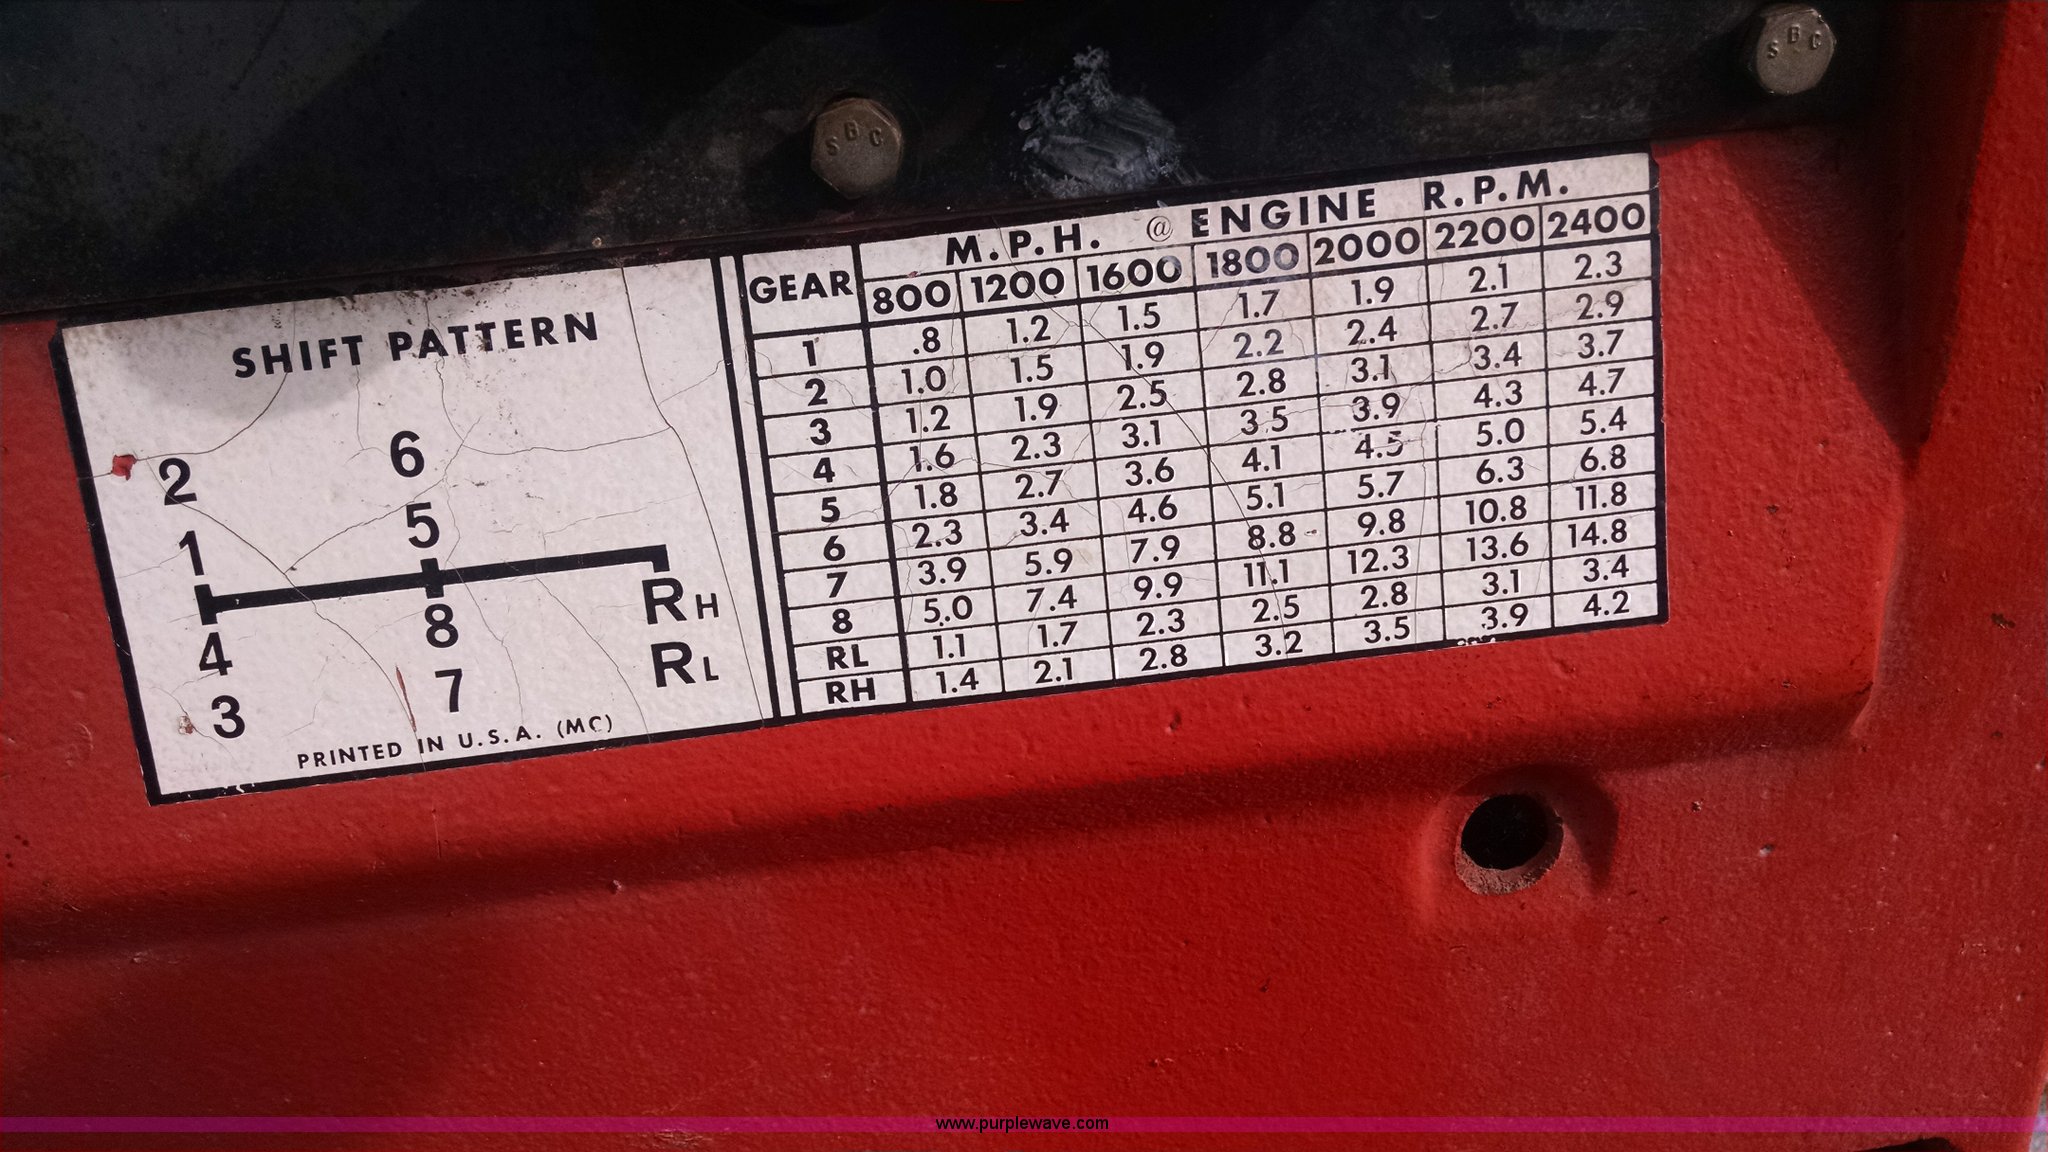 SBC
SBC
SHIFT PATTERN
2 6
1 5
4 8 RH
3 7 RL
PRINTED IN U.S.A. (MC)
GEAR M.P.H. @ ENGINE R.P.M.
800 1200 1600 1800 2000 2200 2400
1 .8 1.2 1.5 1.7 1.9 2.1 2.3
2 1.0 1.5 1.9 2.2 2.4 2.7 2.9
3 1.2 1.9 2.5 2.8 3.1 3.4 3.7
4 1.6 2.3 3.1 3.5 3.9 4.3 4.7
5 1.8 2.7 3.6 4.1 4.5 5.0 5.4
6 2.3 3.4 4.6 5.1 5.7 6.3 6.8
7 3.9 5.9 7.9 8.8 9.8 10.8 11.8
8 5.0 7.4 9.9 11.1 12.3 13.6 14.8
RL 1.1 1.7 2.3 2.5 2.8 3.1 3.4
RH 1.4 2.1 2.8 3.2 3.5 3.9 4.2
www.purplewave.com